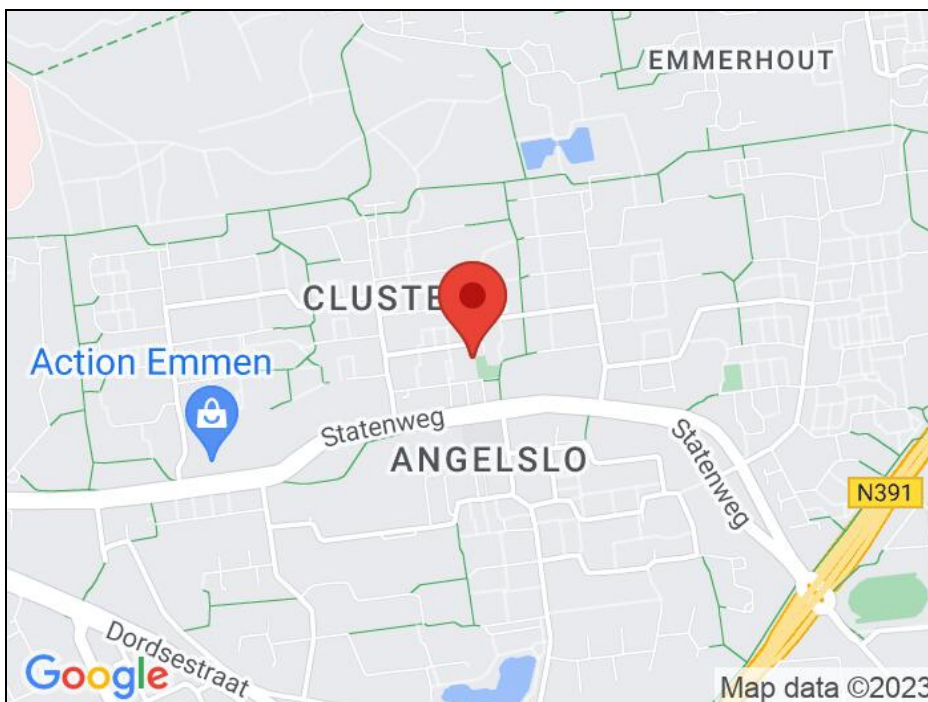 EMMERHOUT
CLUSTE
Action Emmen
Statenweg
ANGELSLO
Statenweg
N391
Dordsestraat
Google
Map data ©2023